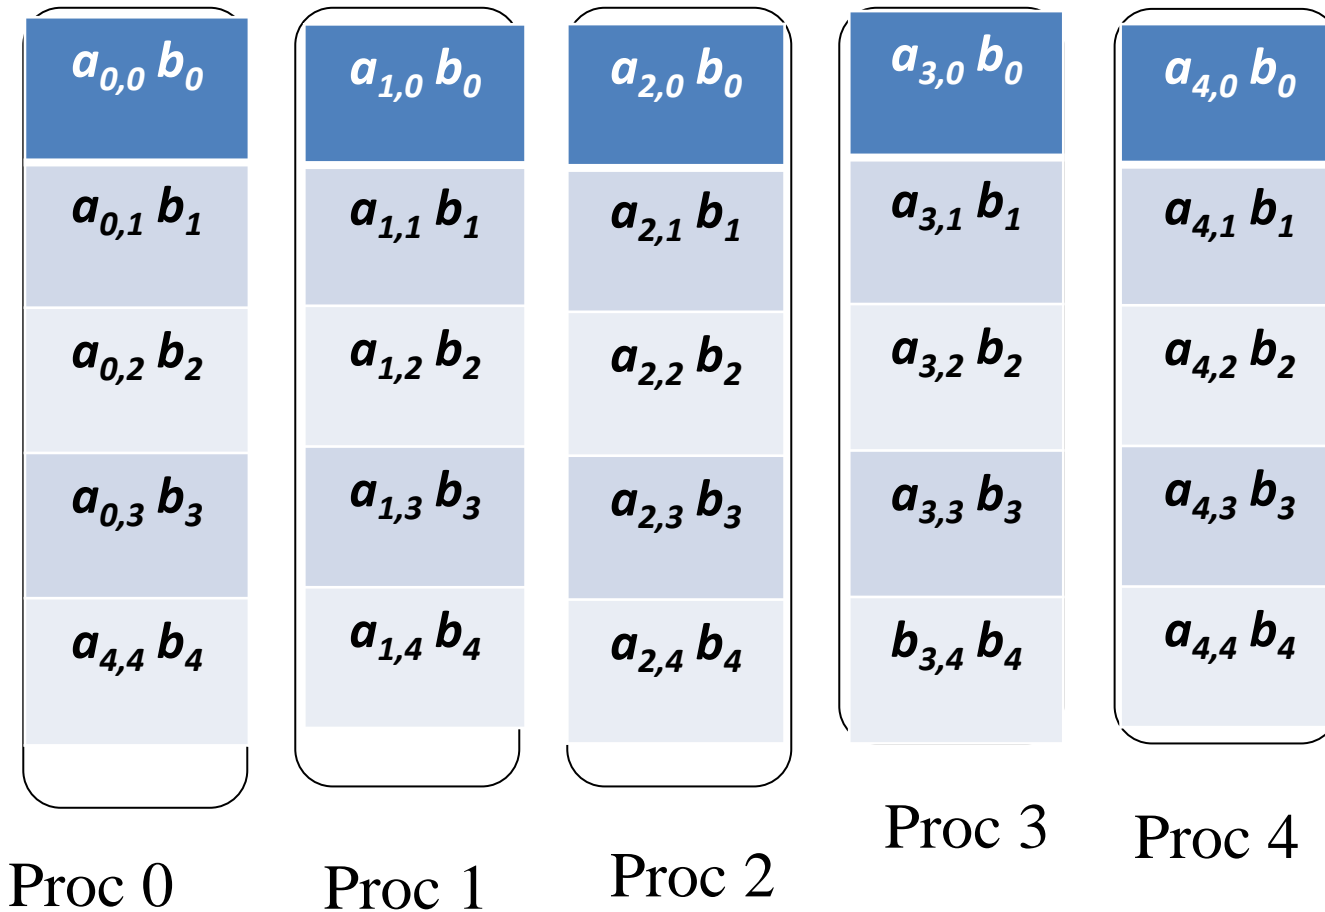 a0,0 b0 a1,0 b0 a2,0 b0 a3,0 b0 a4,0 b0
a0,1 b1 a1,1 b1 a2,1 b1 a3,1 b1 a4,1 b1
a0,2 b2 a1,2 b2 a2,2 b2 a3,2 b2 a4,2 b2
a0,3 b3 a1,3 b3 a2,3 b3 a3,3 b3 a4,3 b3
a4,4 b4 a1,4 b4 a2,4 b4 b3,4 b4 a4,4 b4
Proc 0 Proc 1 Proc 2 Proc 3 Proc 4